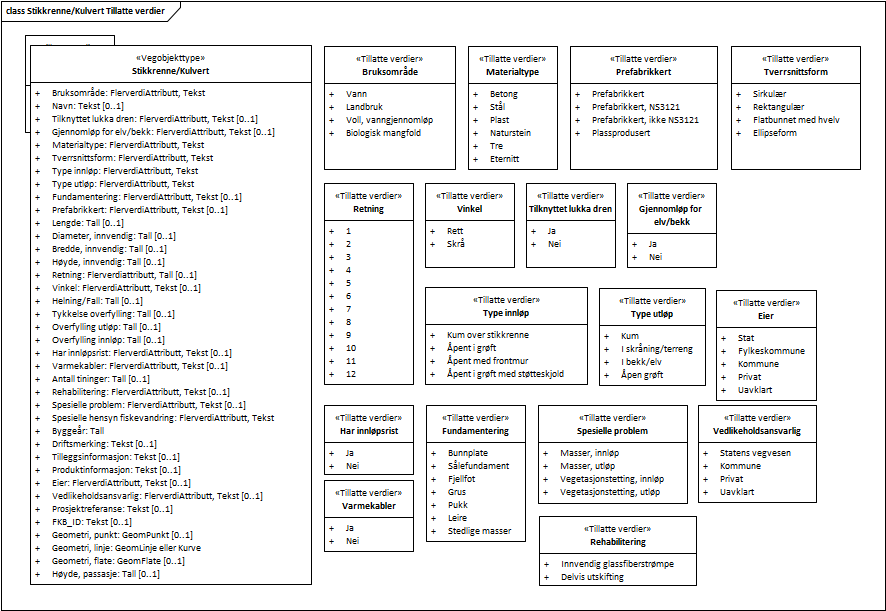 class Stikkrenne/Kulvert Tillatte verdier
«Vegobjekttype»
Stikkrenne/Kulvert
+ Bruksområde: FlerverdiAttributt, Tekst
+ Navn: Tekst [0..1]
+ Tilknyttet lukka dren: FlerverdiAttributt, Tekst [0..1]
+ Gjennomløp for elv/bekk: FlerverdiAttributt, Tekst [0..1]
+ Materialtype: FlerverdiAttributt, Tekst
+ Tverrsnittsform: FlerverdiAttributt, Tekst
+ Type innløp: FlerverdiAttributt, Tekst
+ Type utløp: FlerverdiAttributt, Tekst
+ Fundamentering: FlerverdiAttributt, Tekst [0..1]
+ Prefabrikkert: FlerverdiAttributt, Tekst [0..1]
+ Lengde: Tall [0..1]
+ Diameter, innvendig: Tall [0..1]
+ Bredde, innvendig: Tall [0..1]
+ Høyde, innvendig: Tall [0..1]
+ Retning: Flerverdiattributt, Tall [0..1]
+ Vinkel: FlerverdiAttributt, Tekst [0..1]
+ Helning/Fall: Tall [0..1]
+ Tykkelse overfylling: Tall [0..1]
+ Overfylling utløp: Tall [0..1]
+ Overfylling innløp: Tall [0..1]
+ Har innløpsrist: FlerverdiAttributt, Tekst [0..1]
+ Varmekabler: FlerverdiAttributt, Tekst [0..1]
+ Antall tininger: Tall [0..1]
+ Rehabilitering: FlerverdiAttributt, Tekst [0..1]
+ Spesielle problem: FlerverdiAttributt, Tekst [0..1]
+ Spesielle hensyn fiskevandring: FlerverdiAttributt, Tekst
+ Byggeår: Tall
+ Driftsmerking: Tekst [0..1]
+ Tilleggsinformasjon: Tekst [0..1]
+ Produktinformasjon: Tekst [0..1]
+ Eier: FlerverdiAttributt, Tekst [0..1]
+ Vedlikeholdsansvarlig: FlerverdiAttributt, Tekst [0..1]
+ Prosjektreferanse: Tekst [0..1]
+ FKB_ID: Tekst [0..1]
+ Geometri, punkt: GeomPunkt [0..1]
+ Geometri, linje: GeomLinje eller Kurve
+ Geometri, flate: GeomFlate [0..1]
+ Høyde, passasje: Tall [0..1]
«Tillatte verdier»
Bruksområde
+ Vann
+ Landbruk
+ Voll, vanngjennomløp
+ Biologisk mangfold
«Tillatte verdier»
Materialtype
+ Betong
+ Stål
+ Plast
+ Naturstein
+ Tre
+ Eternitt
«Tillatte verdier»
Prefabrikkert
+ Prefabrikkert
+ Prefabrikkert, NS3121
+ Prefabrikkert, ikke NS3121
+ Plassprodusert
«Tillatte verdier»
Tverrsnittsform
+ Sirkulær
+ Rektangulær
+ Flatbunnet med hvelv
+ Ellipseform
«Tillatte verdier»
Retning
+ 1
+ 2
+ 3
+ 4
+ 5
+ 6
+ 7
+ 8
+ 9
+ 10
+ 11
+ 12
«Tillatte verdier»
Vinkel
+ Rett
+ Skrå
«Tillatte verdier»
Tilknyttet lukka dren
+ Ja
+ Nei
«Tillatte verdier»
Gjennomløp for
elv/bekk
+ Ja
+ Nei
«Tillatte verdier»
Type innløp
+ Kum over stikkrenne
+ Åpent i grøft
+ Åpent med frontmur
+ Åpent i grøft med støtteskjold
«Tillatte verdier»
Type utløp
+ Kum
+ I skråning/terreng
+ I bekk/elv
+ Åpen grøft
«Tillatte verdier»
Eier
+ Stat
+ Fylkeskommune
+ Kommune
+ Privat
+ Uavklart
«Tillatte verdier»
Har innløpsrist
+ Ja
+ Nei
«Tillatte verdier»
Fundamentering
+ Bunnplate
+ Sålefundament
+ Fjellfot
+ Grus
+ Pukk
+ Leire
+ Stedlige masser
«Tillatte verdier»
Spesielle problem
+ Masser, innløp
+ Masser, utløp
+ Vegetasjonstetting, innløp
+ Vegetasjonstetting, utløp
«Tillatte verdier»
Vedlikeholdsansvarlig
+ Statens vegvesen
+ Kommune
+ Privat
+ Uavklart
«Tillatte verdier»
Varmekabler
+ Ja
+ Nei
«Tillatte verdier»
Rehabilitering
+ Innvendig glassfiberstrømpe
+ Delvis utskifting